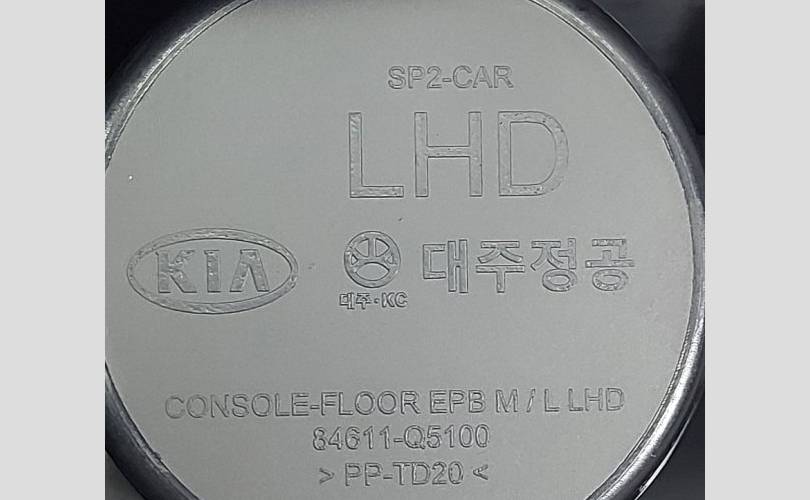 SP2-CAR
LHD
KIA
대주·KC
대주정공
CONSOLE-FLOOR EPB M / L LHD
84611-Q5100
> PP-TD20 <